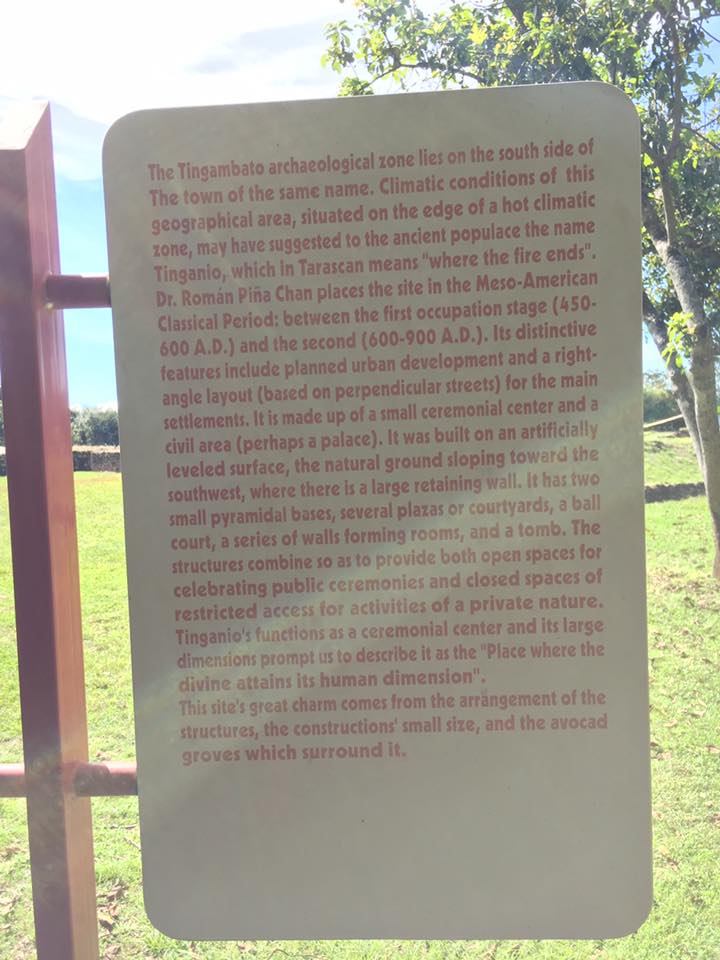 The Tingambato archaeological zone lies on the south side of
The town of the same name. Climatic conditions of this
geographical area, situated on the edge of a hot climatic
zone, may have suggested to the ancient populace the name
Tinganio, which in Tarascan means "where the fire ends".
Dr. Román Piña Chan places the site in the Meso-American
Classical Period: between the first occupation stage (450-
600 A.D.) and the second (600-900 A.D.). Its distinctive
features include planned urban development and a right-
angle layout (based on perpendicular streets) for the main
settlements. It is made up of a small ceremonial center and a
civil area (perhaps a palace). It was built on an artificially
leveled surface, the natural ground sloping toward the
southwest, where there is a large retaining wall. It has two
small pyramidal bases, several plazas or courtyards, a ball
court, a series of walls forming rooms, and a tomb. The
structures combine so as to provide both open spaces for
celebrating public ceremonies and closed spaces of
restricted access for activities of a private nature.
Tinganio's functions as a ceremonial center and its large
dimensions prompt us to describe it as the "Place where the
divine attains its human dimension".
This site's great charm comes from the arrangement of the
structures, the constructions' small size, and the avocad
groves which surround it.